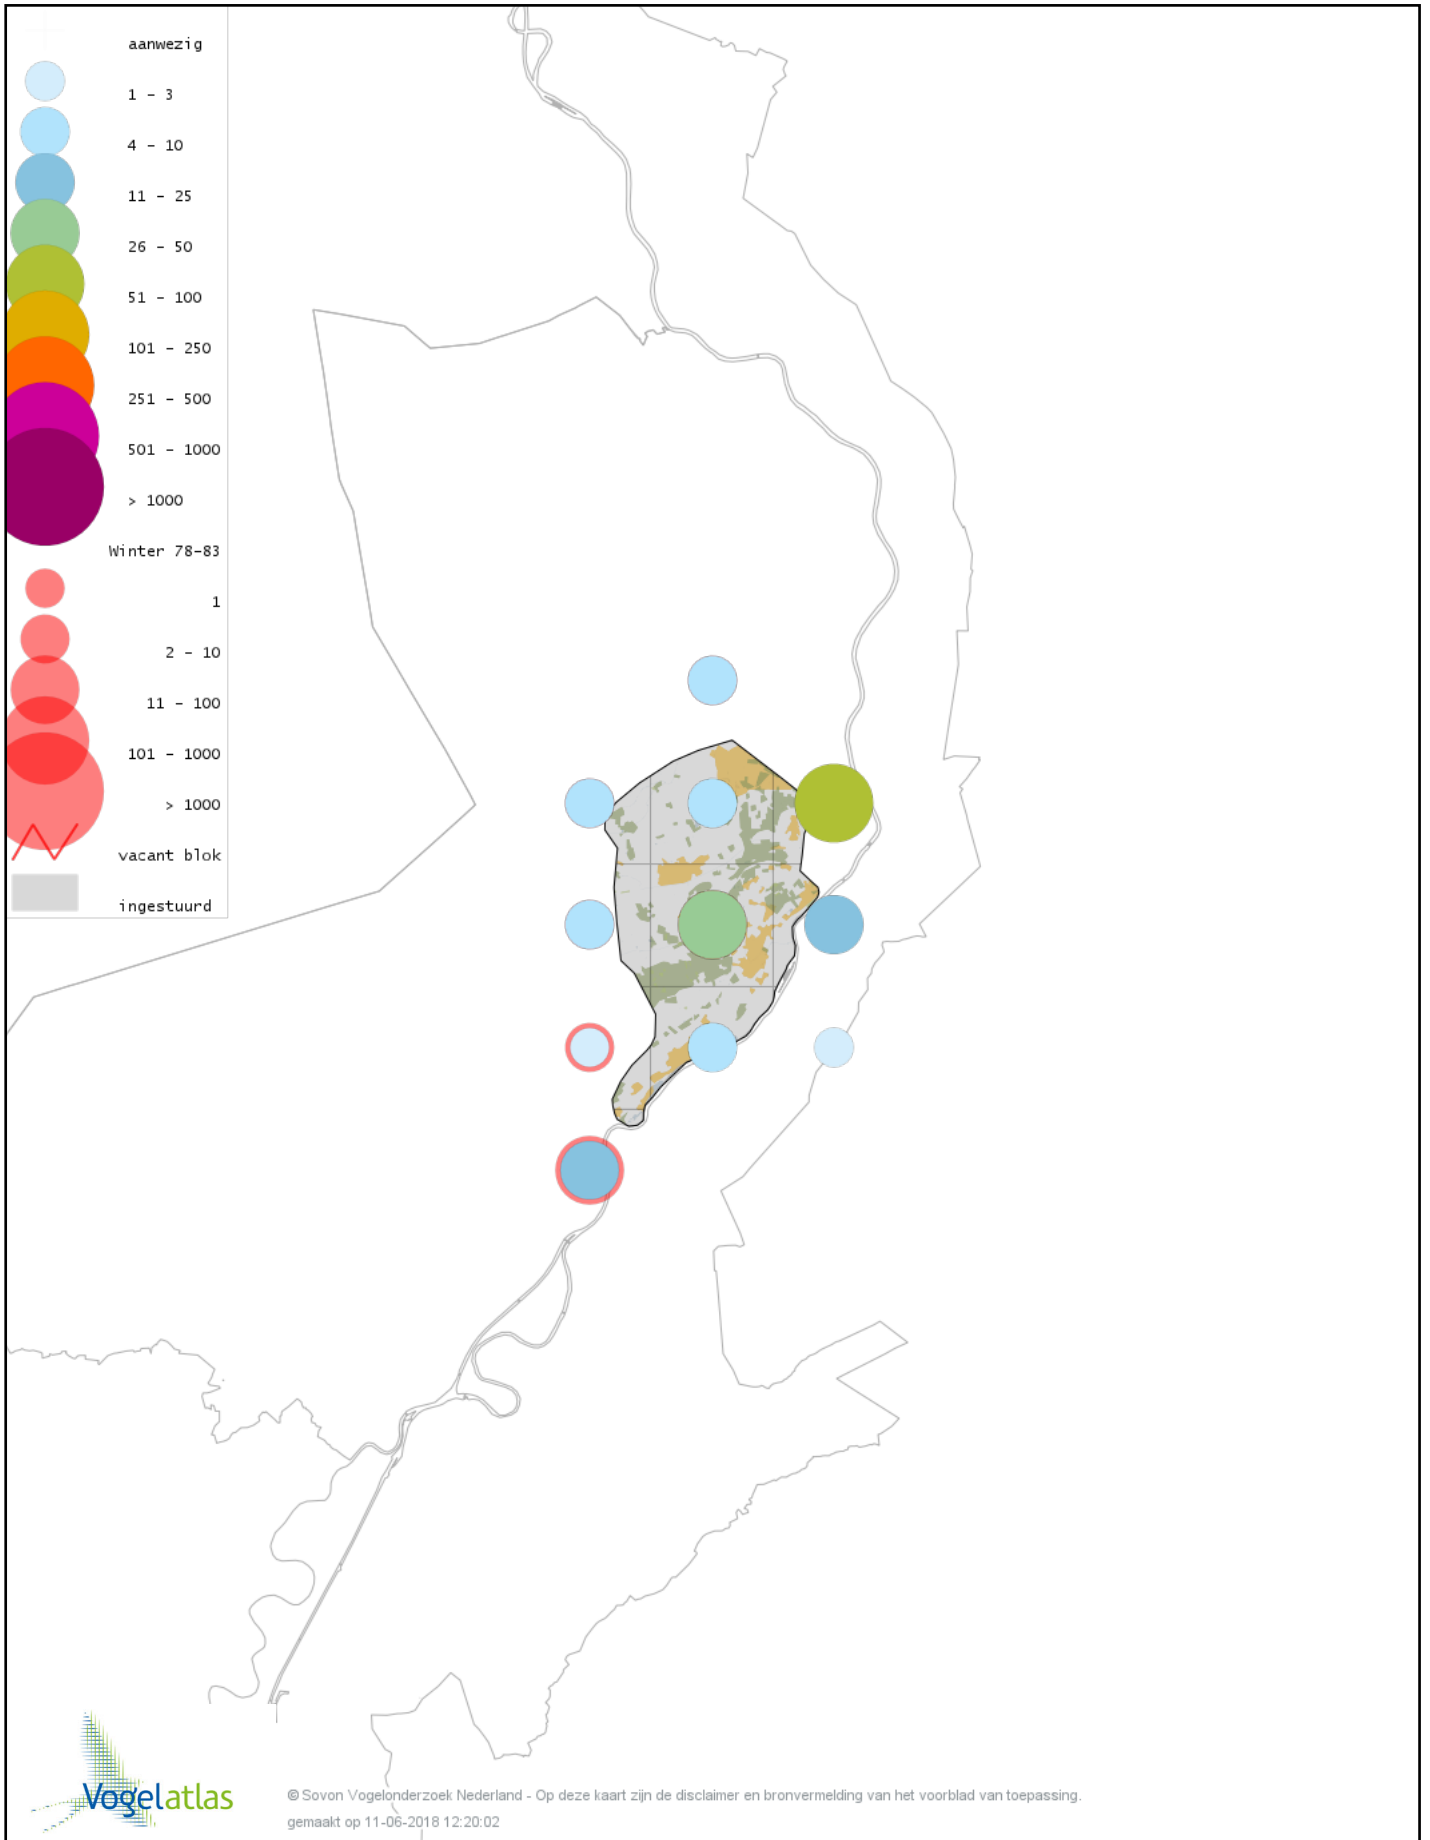 aanwezig
1 - 3
4 - 10
11 - 25
26 - 50
51 - 100
101 - 250
251 - 500
501 - 1000
> 1000
Winter 78-83
1
2 - 10
11 - 100
101 - 1000
> 1000
vacant blok
ingestuurd
Vogelatlas
© Sovon Vogelonderzoek Nederland - Op deze kaart zijn de disclaimer en bronvermelding van het voorblad van toepassing.
gemaakt op 11-06-2018 12:20:02